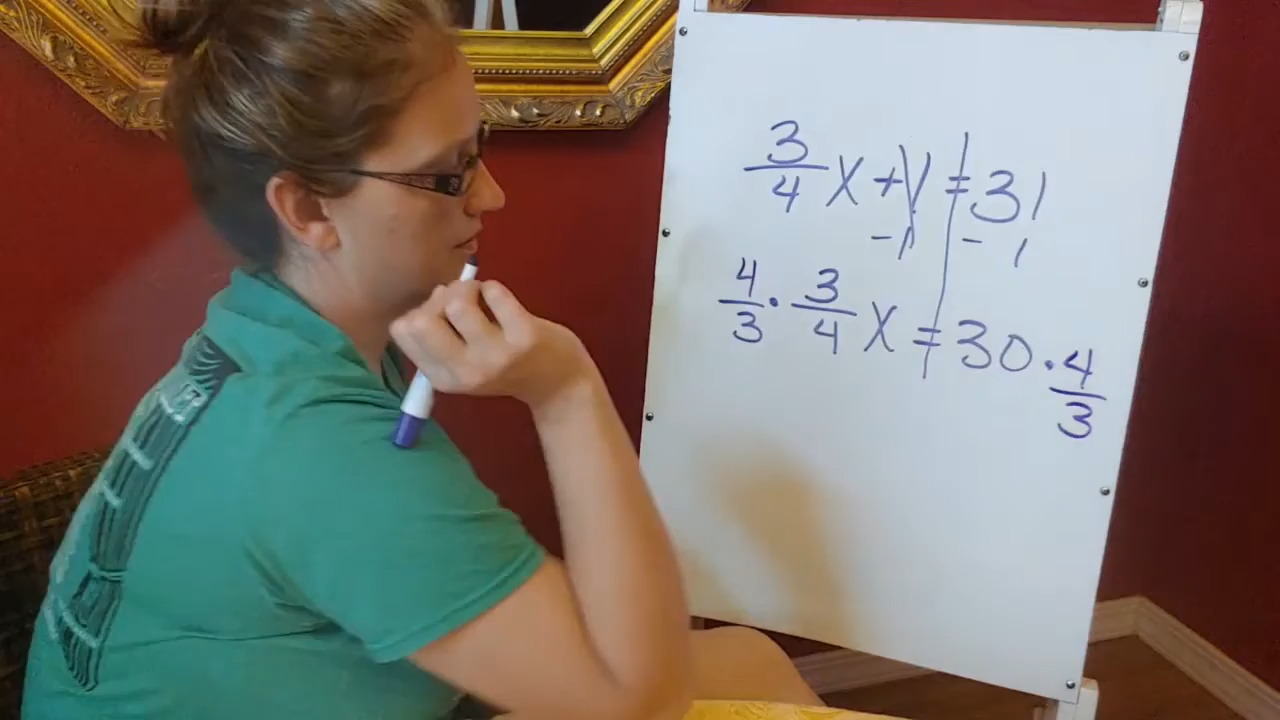 3/4 X + 1 = 31
- 1 - 1
4/3 · 3/4 X = 30 · 4/3